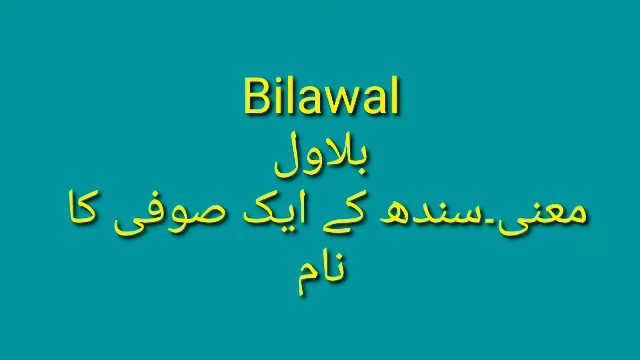 Bilawal
بلاول
معنی۔سندھ کے ایک صوفی کا
نام